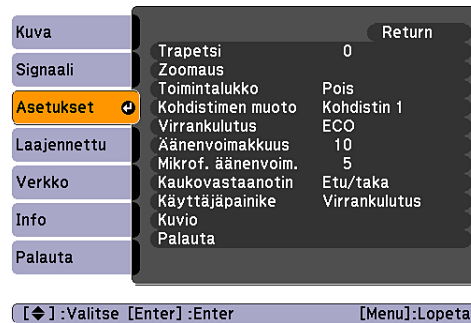 Kuva
Signaali
Asetukset
Laajennettu
Verkko
Info
Palauta
Return
Trapetsi 0
Zoomaus
Toimintalukko Pois
Kohdistimen muoto Kohdistin 1
Virrankulutus ECO
Äänenvoimakkuus 10
Mikrof. äänenvoim. 5
Kaukovastaanotin Etu/taka
Käyttäjäpainike Virrankulutus
Kuvio
Palauta
[◆] :Valitse [Enter] :Enter [Menu]:Lopeta